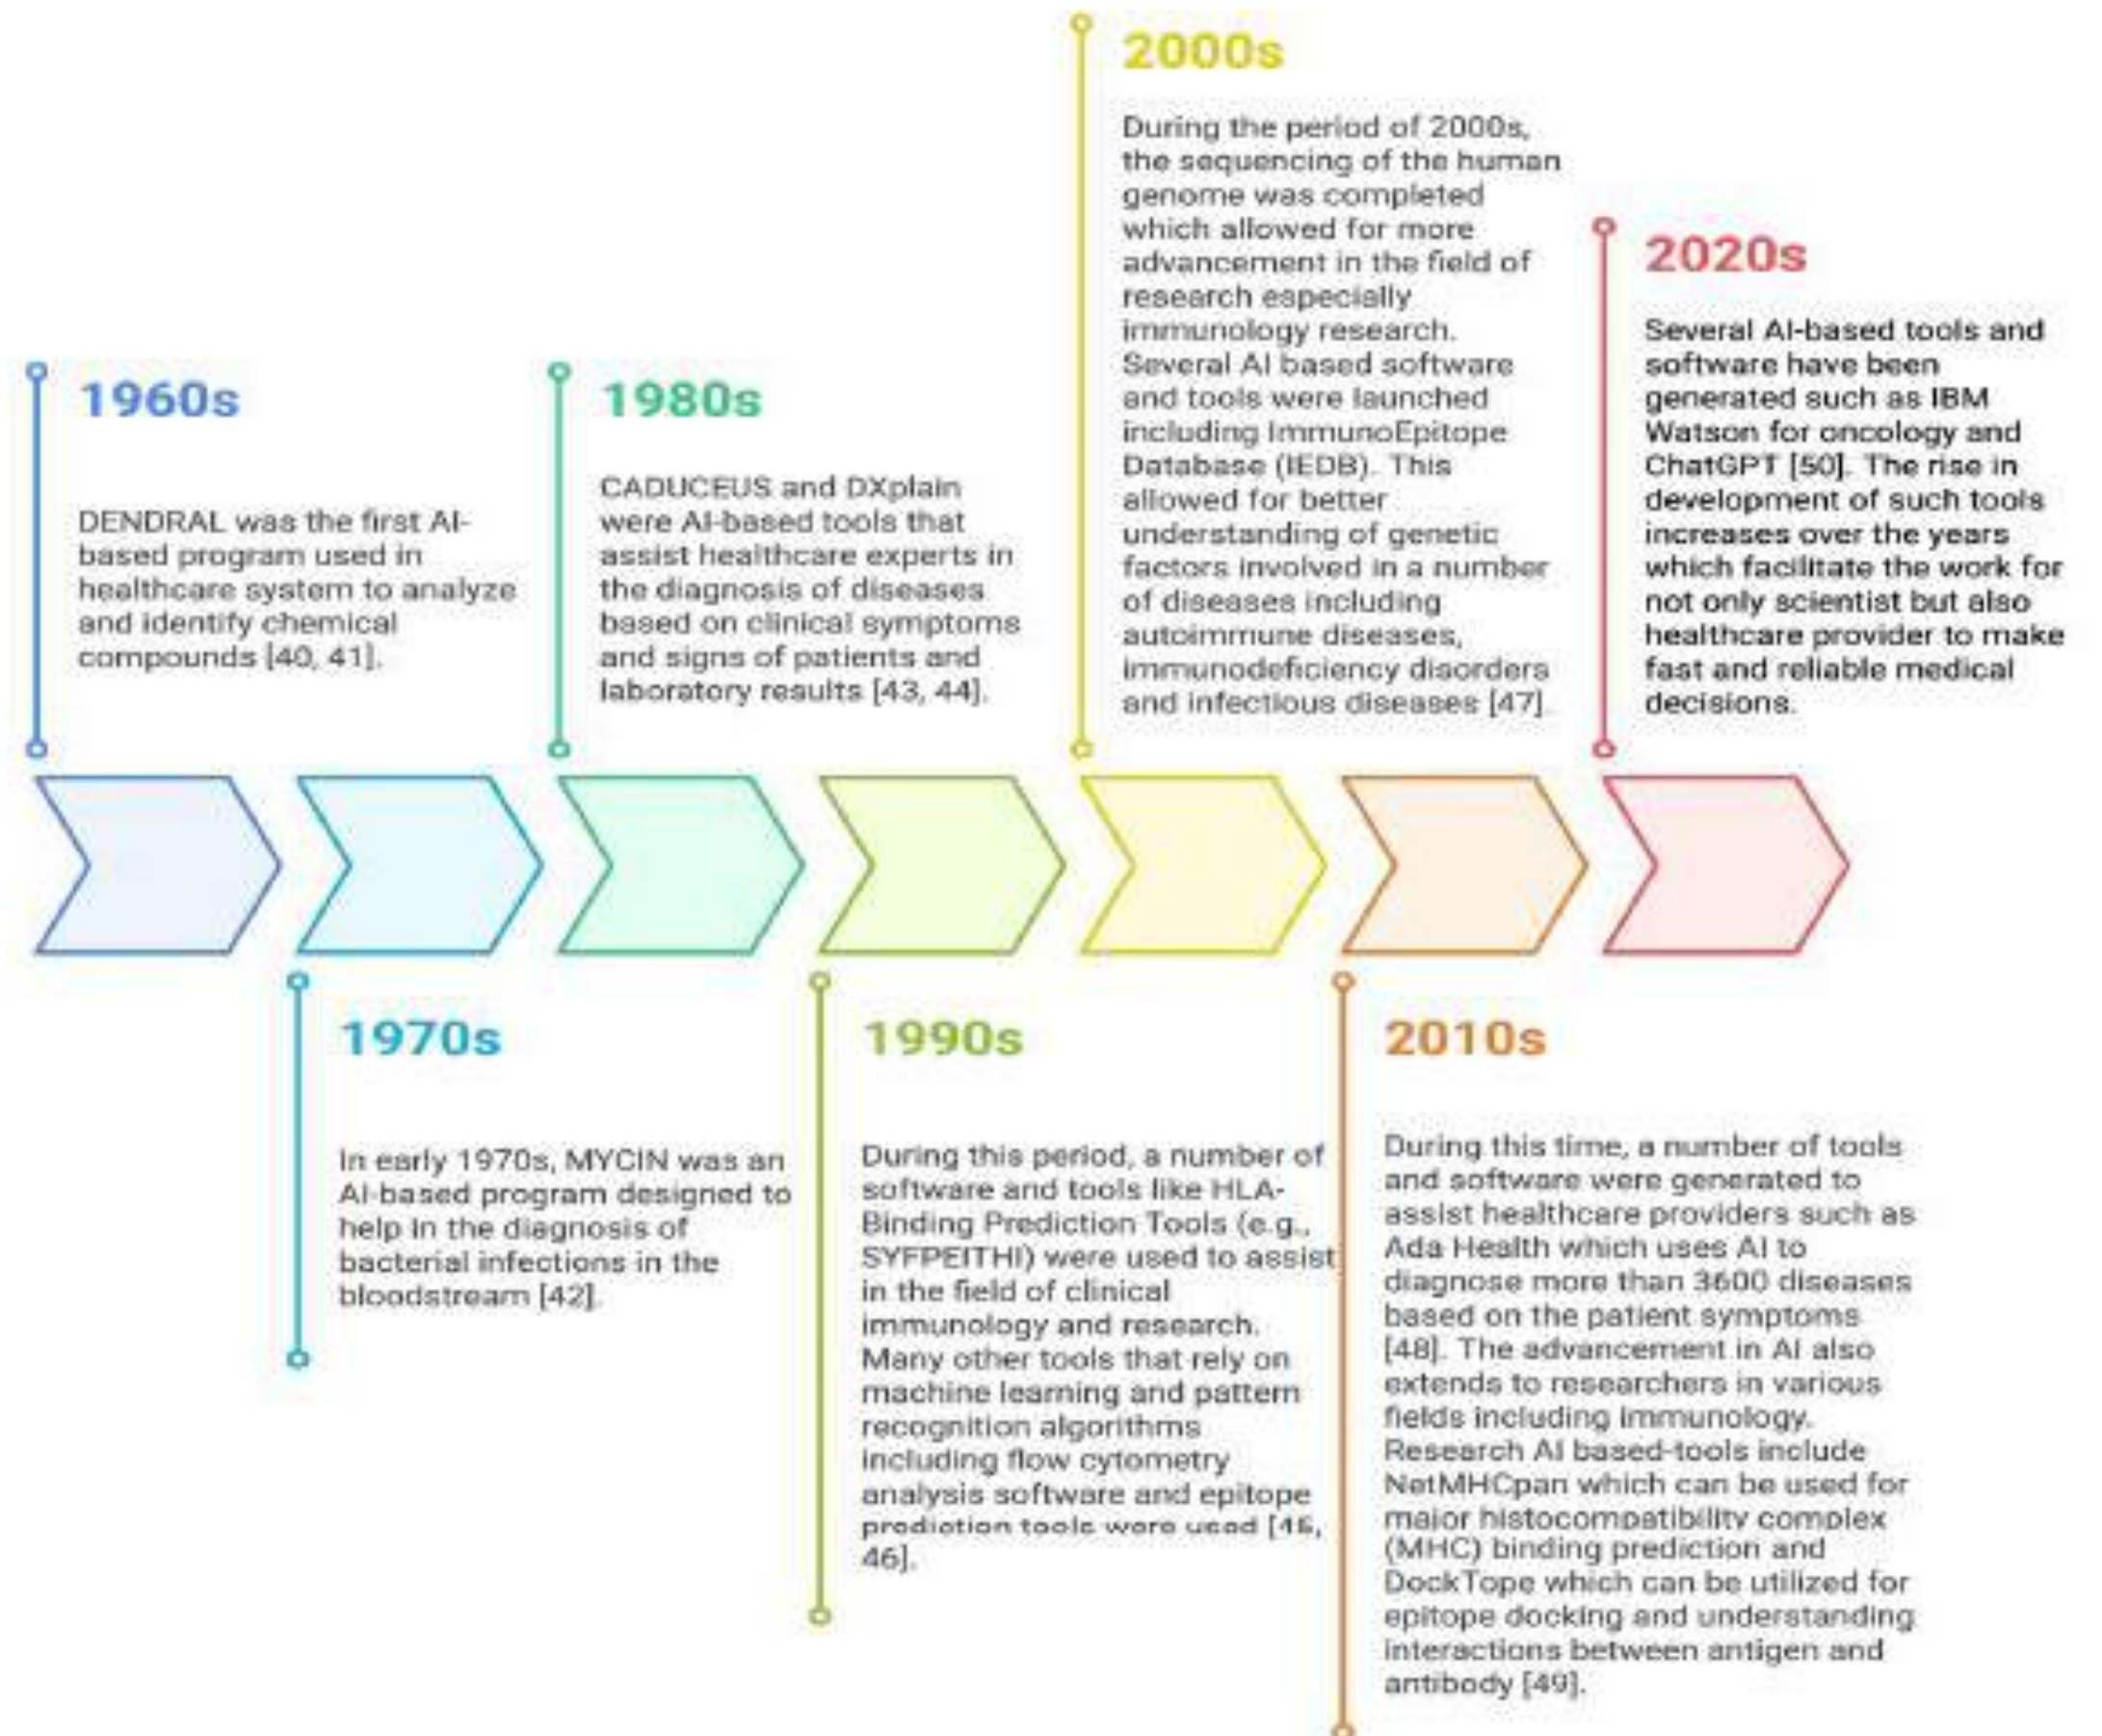 1960s
DENDRAL was the first AI-
based program used in
healthcare system to analyze
and identify chemical
compounds [40, 41].
1970s
In early 1970s, MYCIN was an
AI-based program designed to
help in the diagnosis of
bacterial infections in the
bloodstream [42].
1980s
CADUCEUS and DXplain
were AI-based tools that
assist healthcare experts in
the diagnosis of diseases
based on clinical symptoms
and signs of patients and
laboratory results [43, 44].
1990s
During this period, a number of
software and tools like HLA-
Binding Prediction Tools (e.g.,
SYFPEITHI) were used to assist
in the field of clinical
immunology and research.
Many other tools that rely on
machine learning and pattern
recognition algorithms
including flow cytometry
analysis software and epitope
prediction tools were used [45,
46].
2000s
During the period of 2000s,
the sequencing of the human
genome was completed
which allowed for more
advancement in the field of
research especially
immunology research.
Several AI based software
and tools were launched
including ImmunoEpitope
Database (IEDB). This
allowed for better
understanding of genetic
factors involved in a number
of diseases including
autoimmune diseases,
immunodeficiency disorders
and infectious diseases [47].
2010s
During this time, a number of tools
and software were generated to
assist healthcare providers such as
Ada Health which uses AI to
diagnose more than 3600 diseases
based on the patient symptoms
[48]. The advancement in AI also
extends to researchers in various
fields including immunology.
Research AI based-tools include
NetMHCpan which can be used for
major histocompatibility complex
(MHC) binding prediction and
DockTope which can be utilized for
epitope docking and understanding
interactions between antigen and
antibody [49].
2020s
Several AI-based tools and
software have been
generated such as IBM
Watson for oncology and
ChatGPT [50]. The rise in
development of such tools
increases over the years
which facilitate the work for
not only scientist but also
healthcare provider to make
fast and reliable medical
decisions.